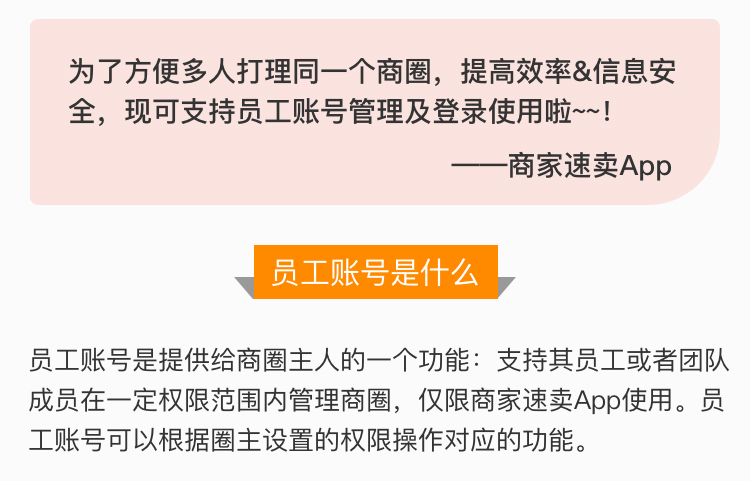 为了方便多人打理同一个商圈，提高效率&信息安
全，现可支持员工账号管理及登录使用啦~~！
——商家速卖App
员工账号是什么
员工账号是提供给商圈主人的一个功能：支持其员工或者团队
成员在一定权限范围内管理商圈，仅限商家速卖App使用。员
工账号可以根据圈主设置的权限操作对应的功能。